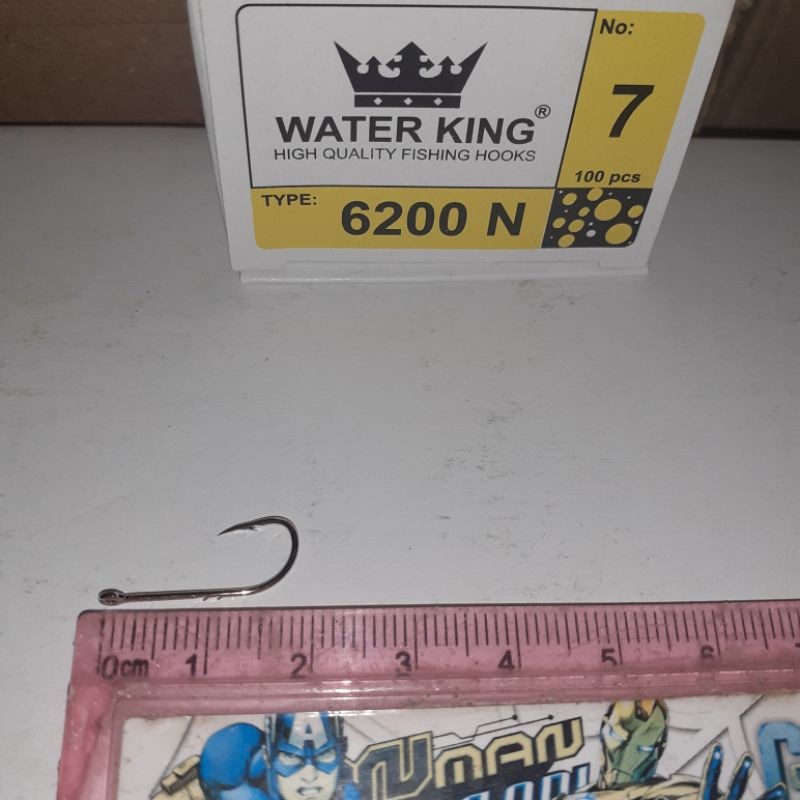 No:
7
WATER KING®
HIGH QUALITY FISHING HOOKS
100 pcs
TYPE:
6200 N
0cm 1 2 3 4 5 6
MAN